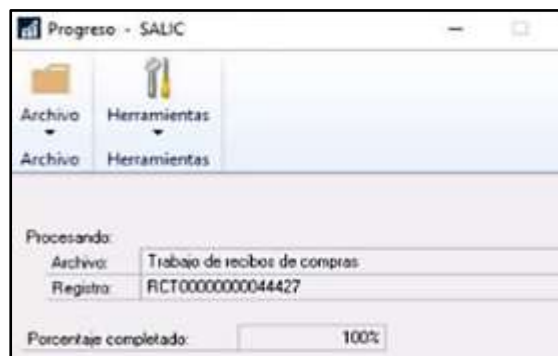 Progreso - SALIC
Archivo Herramientas
Archivo Herramientas
Procesando:
Archivo: Trabajo de recibos de compras
Registro: RCT00000000044427
Porcentaje completado: 100%